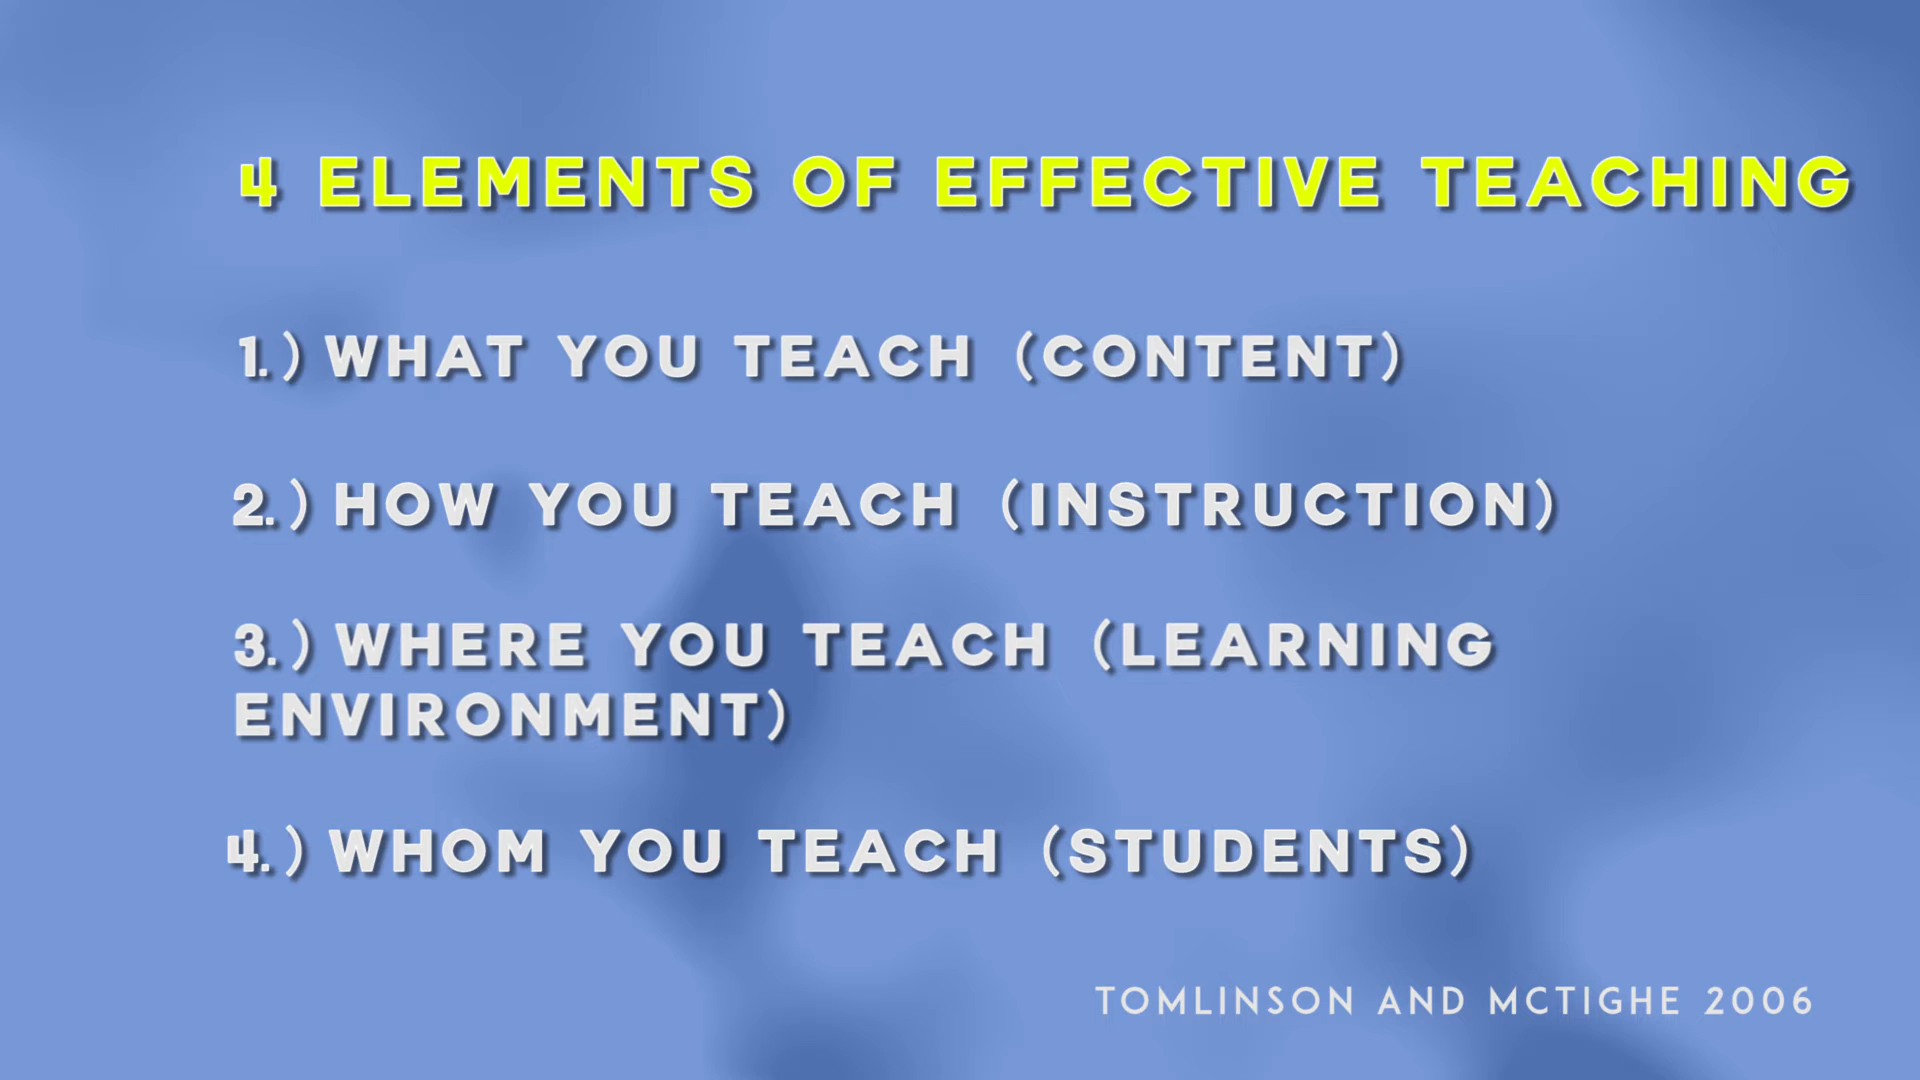 4 ELEMENTS OF EFFECTIVE TEACHING
1.) WHAT YOU TEACH (CONTENT)
2.) HOW YOU TEACH (INSTRUCTION)
3.) WHERE YOU TEACH (LEARNING
ENVIRONMENT)
4.) WHOM YOU TEACH (STUDENTS)
TOMLINSON AND MCTIGHE 2006